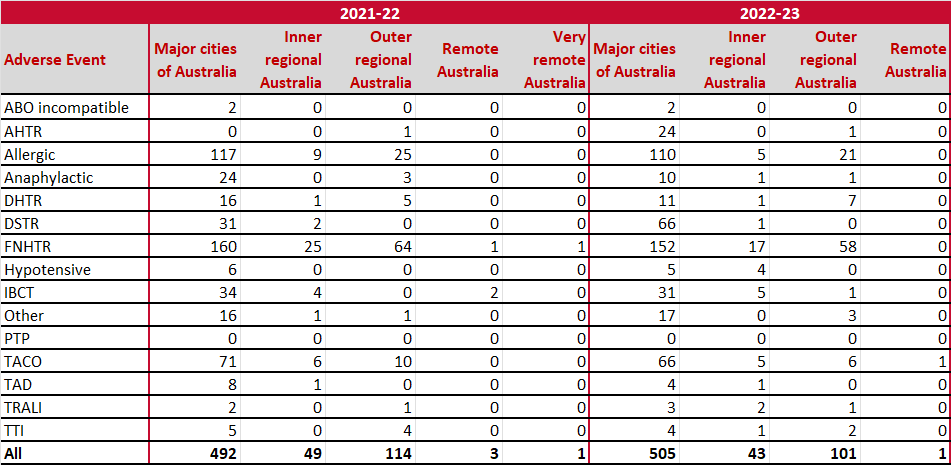 2021-22 2022-23
Adverse Event Major cities of Australia Inner regional Australia Outer regional Australia Remote Australia Very remote Australia Major cities of Australia Inner regional Australia Outer regional Australia Remote Australia
ABO incompatible 2 0 0 0 0 2 0 0 0
AHTR 0 0 1 0 0 24 0 1 0
Allergic 117 9 25 0 0 110 5 21 0
Anaphylactic 24 0 3 0 0 10 1 1 0
DHTR 16 1 5 0 0 11 1 7 0
DSTR 31 2 0 0 0 66 1 0 0
FNHTR 160 25 64 1 1 152 17 58 0
Hypotensive 6 0 0 0 0 5 4 0 0
IBCT 34 4 0 2 0 31 5 1 0
Other 16 1 1 0 0 17 0 3 0
PTP 0 0 0 0 0 0 0 0 0
TACO 71 6 10 0 0 66 5 6 1
TAD 8 1 0 0 0 4 1 0 0
TRALI 2 0 1 0 0 3 2 1 0
TTI 5 0 4 0 0 4 1 2 0
All 492 49 114 3 1 505 43 101 1